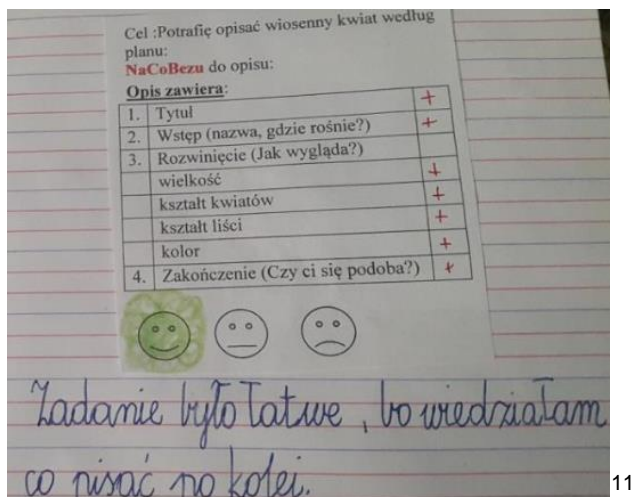 Cel :Potrafię opisać wiosenny kwiat według
planu:
NaCoBezu do opisu:
Opis zawiera:
1. Tytuł +
2. Wstęp (nazwa, gdzie rośnie?) +
3. Rozwinięcie (Jak wygląda?)
wielkość +
kształt kwiatów +
kształt liści +
kolor +
4. Zakończenie (Czy ci się podoba?) +
Zadanie było łatwe, bo wiedziałam
co pisać po kolei.
11